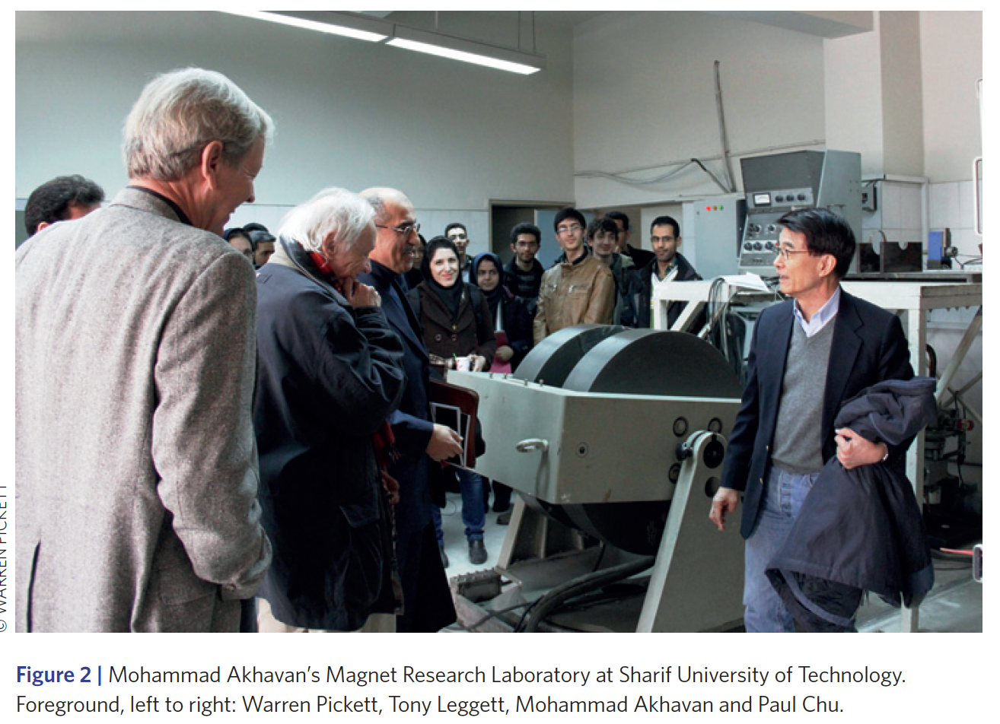 © WARREN PICKETT
Figure 2 | Mohammad Akhavan’s Magnet Research Laboratory at Sharif University of Technology.
Foreground, left to right: Warren Pickett, Tony Leggett, Mohammad Akhavan and Paul Chu.